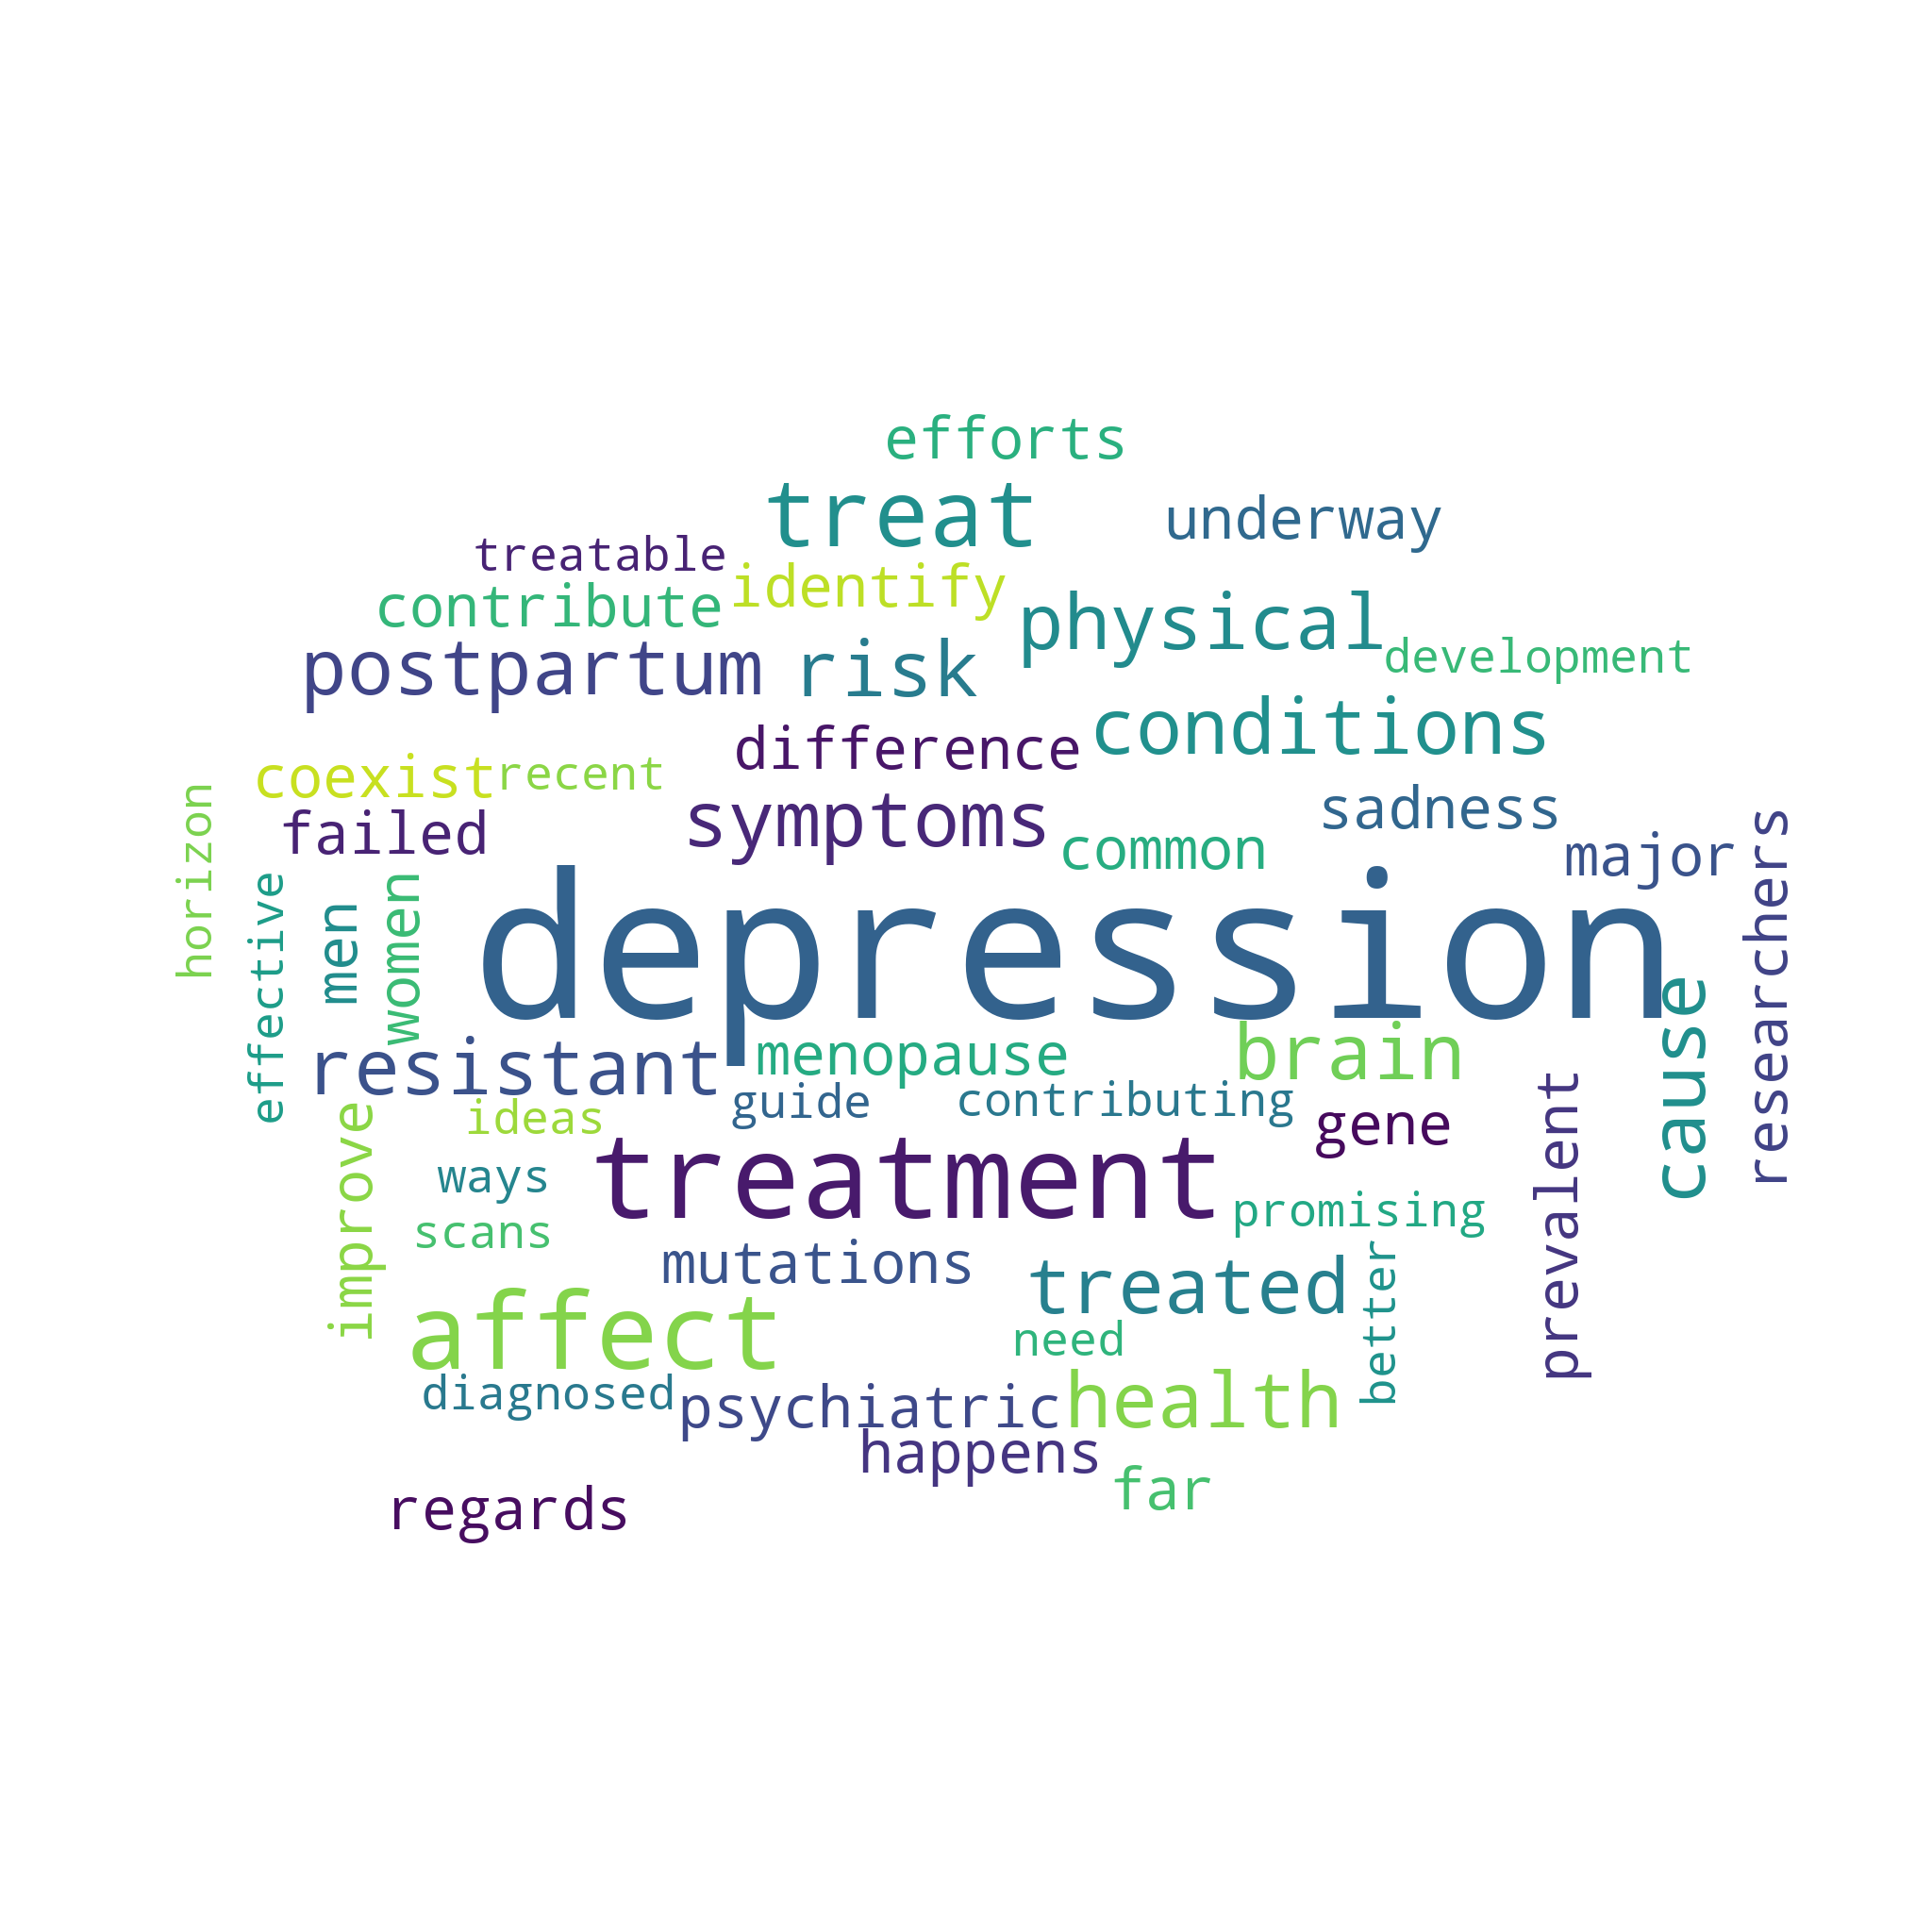 efforts
treat
underway
treatable
identify
contribute
physical
development
postpartum
risk
conditions
difference
coexist
recent
sadness
horizon
failed
symptoms
common
major
researchers
effective
men
women
depression
cause
resistant
menopause
brain
guide
contributing
ideas
gene
prevalent
improve
ways
treatment
promising
scans
mutations
treated
better
affect
need
diagnosed
psychiatric
health
happens
far
regards